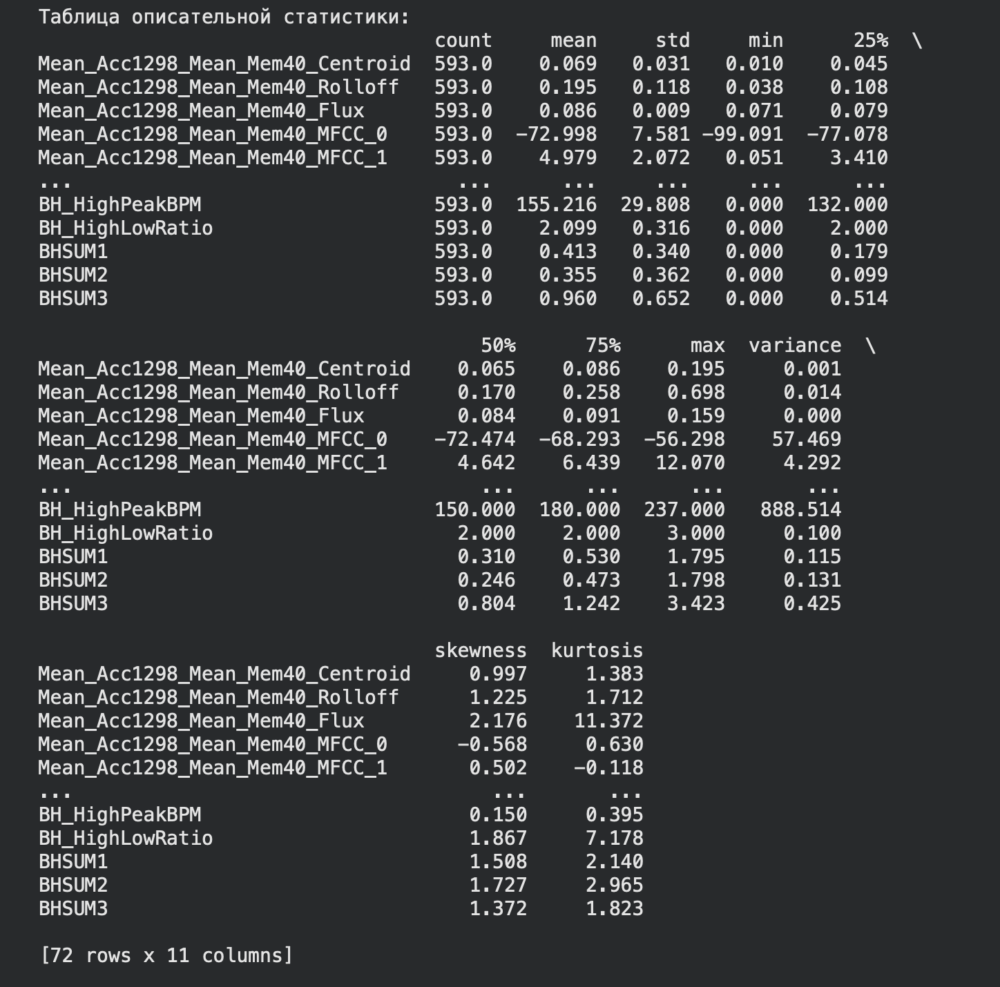 Таблица описательной статистики:
count mean std min 25% \
Mean_Acc1298_Mean_Mem40_Centroid 593.0 0.069 0.031 0.010 0.045
Mean_Acc1298_Mean_Mem40_Rolloff 593.0 0.195 0.118 0.038 0.108
Mean_Acc1298_Mean_Mem40_Flux 593.0 0.086 0.009 0.071 0.079
Mean_Acc1298_Mean_Mem40_MFCC_0 593.0 -72.998 7.581 -99.091 -77.078
Mean_Acc1298_Mean_Mem40_MFCC_1 593.0 4.979 2.072 0.051 3.410
... ... ... ... ... ...
BH_HighPeakBPM 593.0 155.216 29.808 0.000 132.000
BH_HighLowRatio 593.0 2.099 0.316 0.000 2.000
BHSUM1 593.0 0.413 0.340 0.000 0.179
BHSUM2 593.0 0.355 0.362 0.000 0.099
BHSUM3 593.0 0.960 0.652 0.000 0.514
50% 75% max variance \
Mean_Acc1298_Mean_Mem40_Centroid 0.065 0.086 0.195 0.001
Mean_Acc1298_Mean_Mem40_Rolloff 0.170 0.258 0.698 0.014
Mean_Acc1298_Mean_Mem40_Flux 0.084 0.091 0.159 0.000
Mean_Acc1298_Mean_Mem40_MFCC_0 -72.474 -68.293 -56.298 57.469
Mean_Acc1298_Mean_Mem40_MFCC_1 4.642 6.439 12.070 4.292
... ... ... ... ...
BH_HighPeakBPM 150.000 180.000 237.000 888.514
BH_HighLowRatio 2.000 2.000 3.000 0.100
BHSUM1 0.310 0.530 1.795 0.115
BHSUM2 0.246 0.473 1.798 0.131
BHSUM3 0.804 1.242 3.423 0.425
skewness kurtosis
Mean_Acc1298_Mean_Mem40_Centroid 0.997 1.383
Mean_Acc1298_Mean_Mem40_Rolloff 1.225 1.712
Mean_Acc1298_Mean_Mem40_Flux 2.176 11.372
Mean_Acc1298_Mean_Mem40_MFCC_0 -0.568 0.630
Mean_Acc1298_Mean_Mem40_MFCC_1 0.502 -0.118
... ... ...
BH_HighPeakBPM 0.150 0.395
BH_HighLowRatio 1.867 7.178
BHSUM1 1.508 2.140
BHSUM2 1.727 2.965
BHSUM3 1.372 1.823
[72 rows x 11 columns]